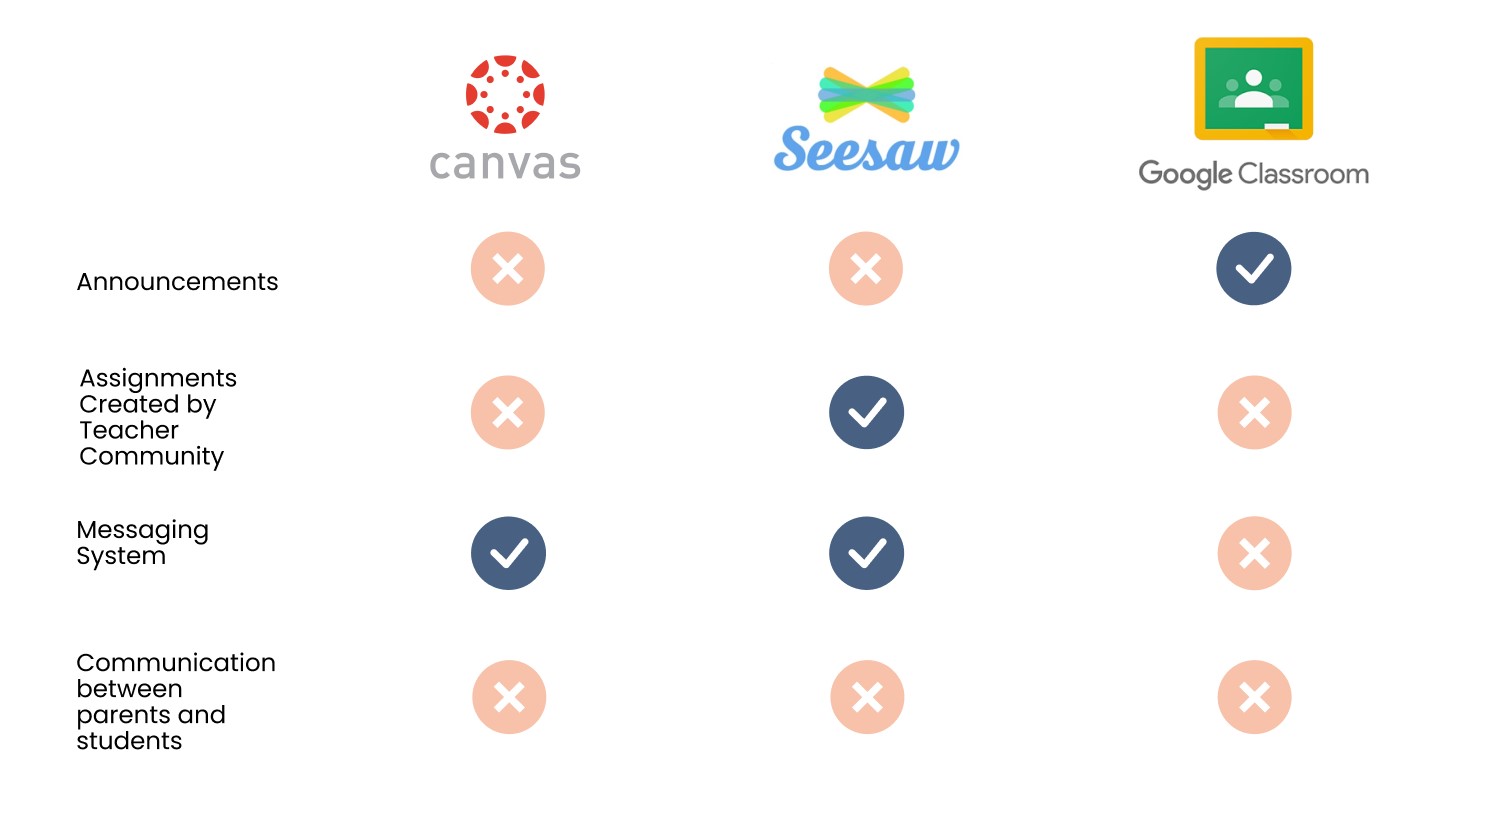 canvas
Seesaw
Google Classroom
Announcements
Assignments
Created by
Teacher
Community
Messaging
System
Communication
between
parents and
students